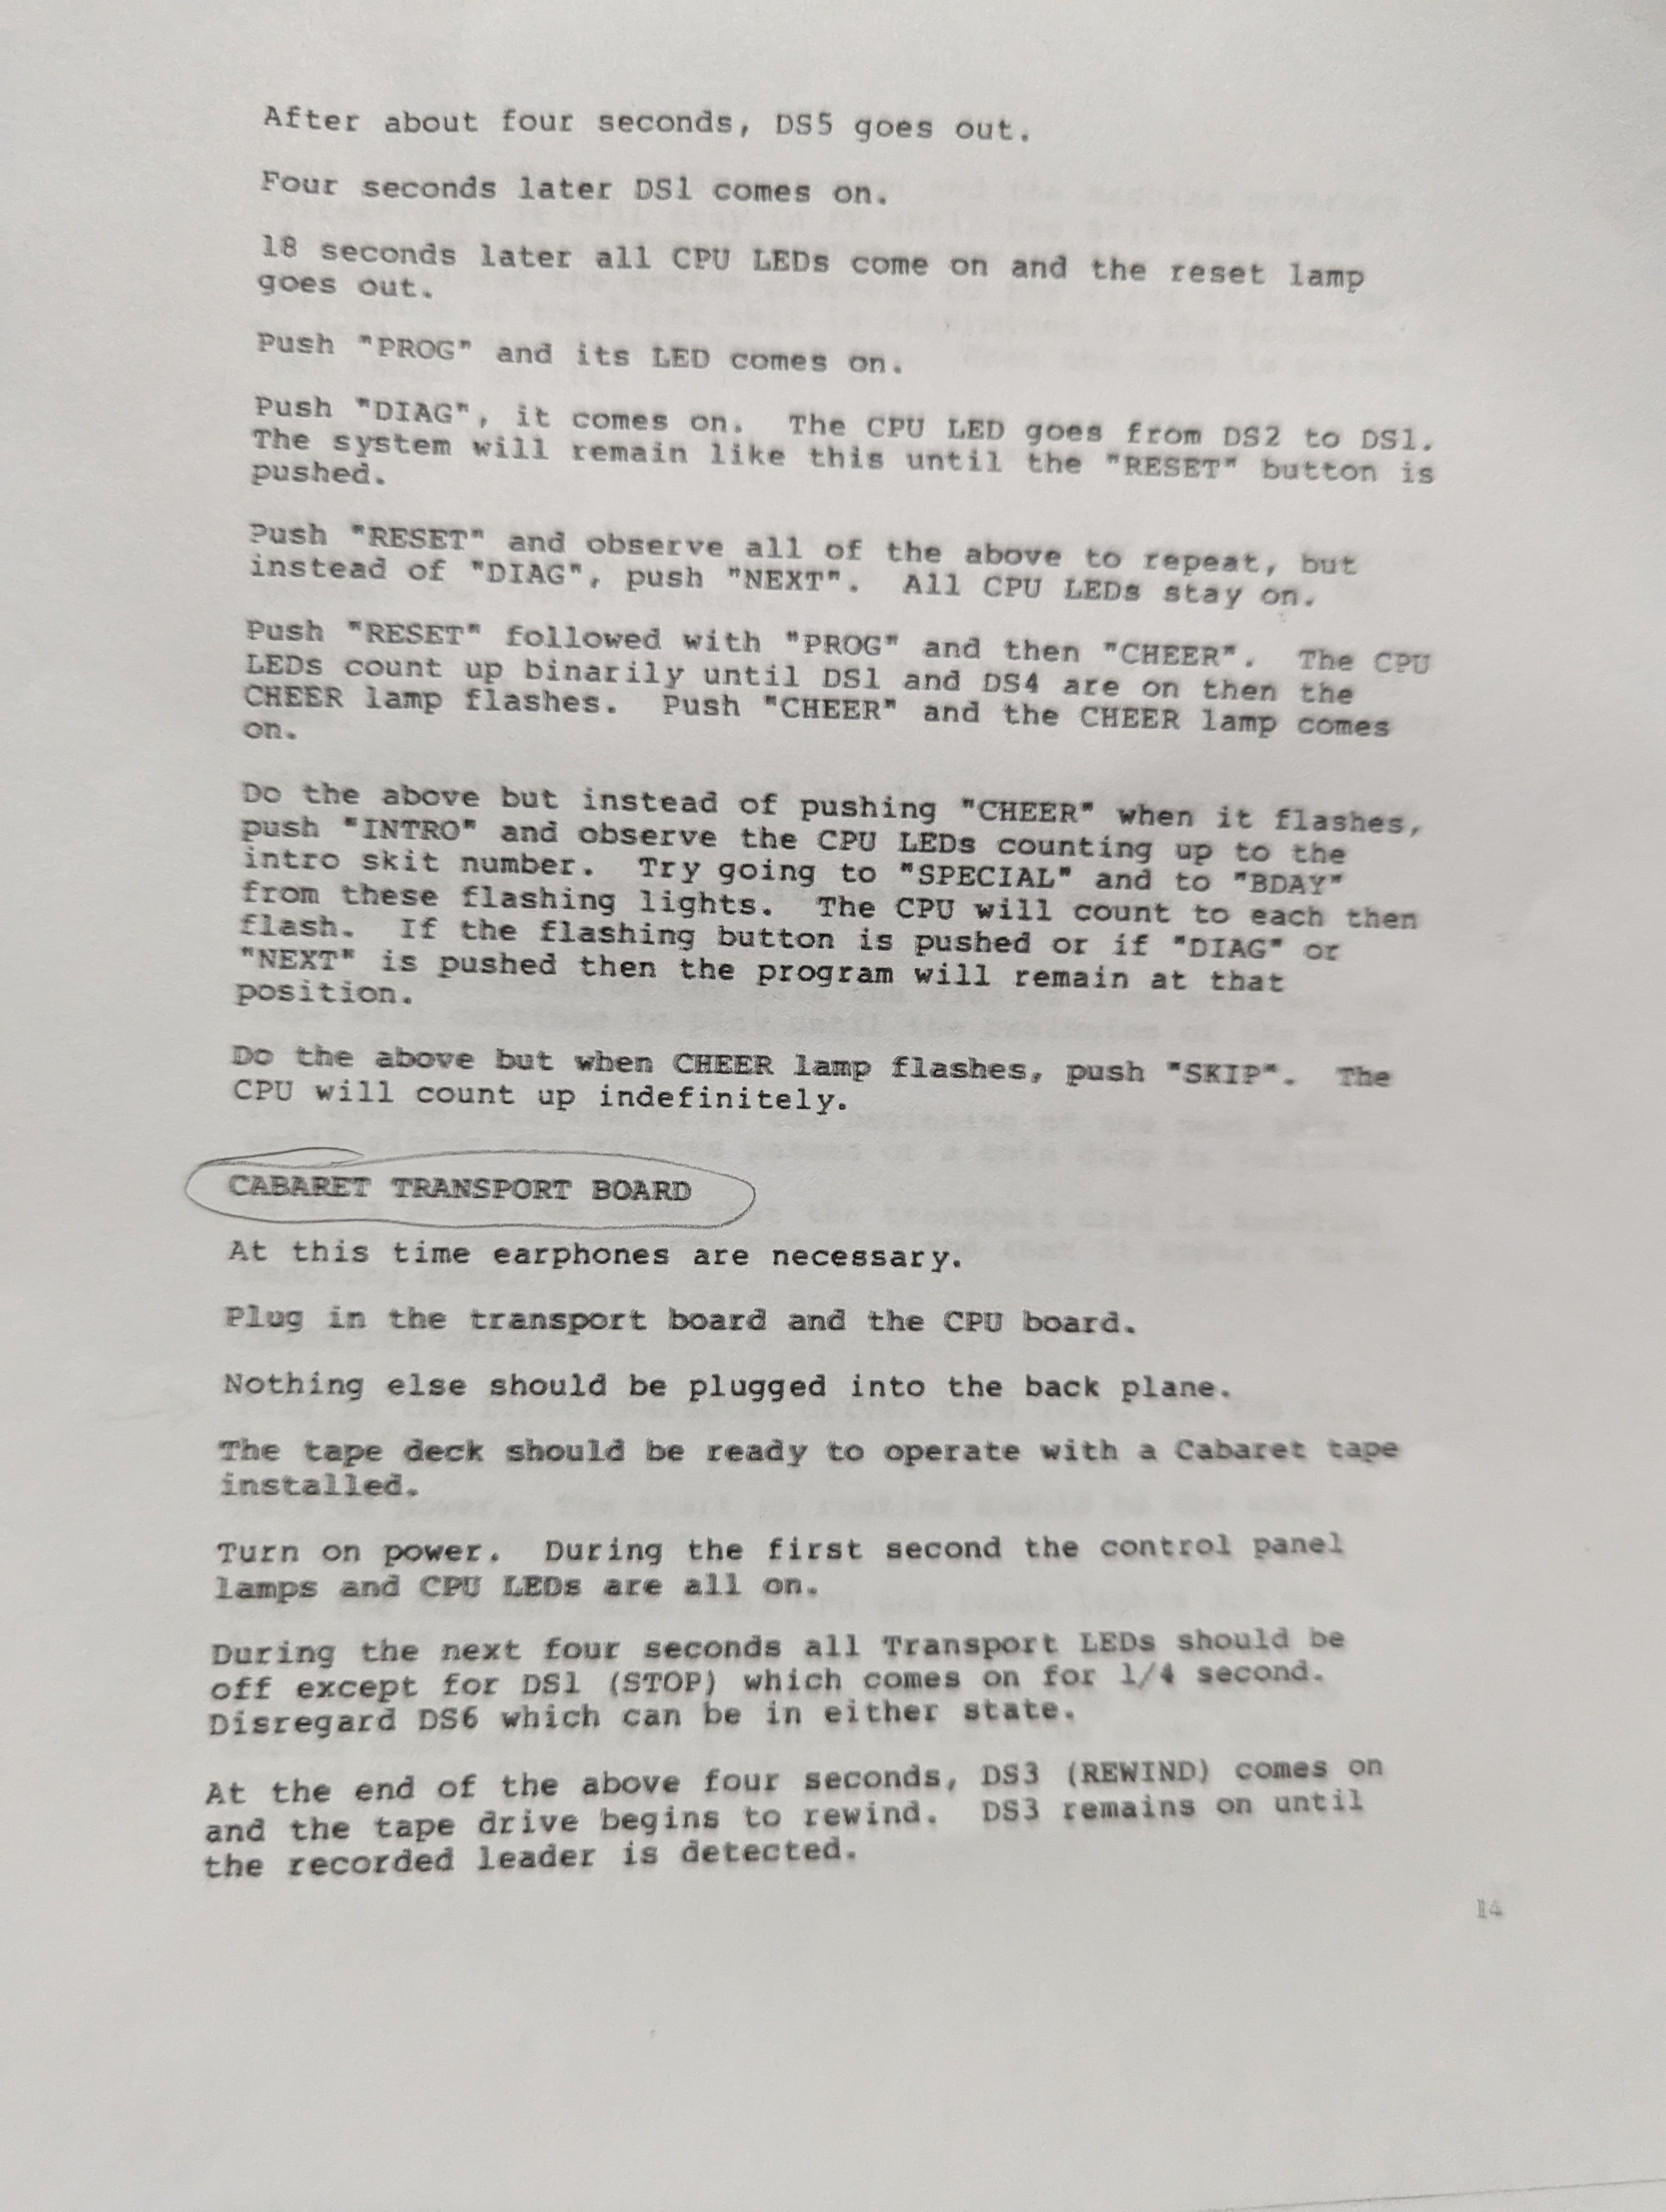 After about four seconds, DS5 goes out.
Four seconds later DS1 comes on.
18 seconds later all CPU LEDs come on and the reset lamp
goes out.
Push "PROG" and its LED comes on.
Push "DIAG", it comes on. The CPU LED goes from DS2 to DS1.
The system will remain like this until the "RESET" button is
pushed.
Push "RESET" and observe all of the above to repeat, but
instead of "DIAG", push "NEXT". All CPU LEDs stay on.
Push "RESET" followed with "PROG" and then "CHEER". The CPU
LEDs count up binarily until DS1 and DS4 are on then the
CHEER lamp flashes. Push "CHEER" and the CHEER lamp comes
on.
Do the above but instead of pushing "CHEER" when it flashes,
push "INTRO" and observe the CPU LEDs counting up to the
intro skit number. Try going to "SPECIAL" and to "BDAY"
from these flashing lights. The CPU will count to each then
flash. If the flashing button is pushed or if "DIAG" or
"NEXT" is pushed then the program will remain at that
position.
Do the above but when CHEER lamp flashes, push "SKIP". The
CPU will count up indefinitely.
CABARET TRANSPORT BOARD
At this time earphones are necessary.
Plug in the transport board and the CPU board.
Nothing else should be plugged into the back plane.
The tape deck should be ready to operate with a Cabaret tape
installed.
Turn on power. During the first second the control panel
lamps and CPU LEDs are all on.
During the next four seconds all Transport LEDs should be
off except for DS1 (STOP) which comes on for 1/4 second.
Disregard DS6 which can be in either state.
At the end of the above four seconds, DS3 (REWIND) comes on
and the tape drive begins to rewind. DS3 remains on until
the recorded leader is detected.
14